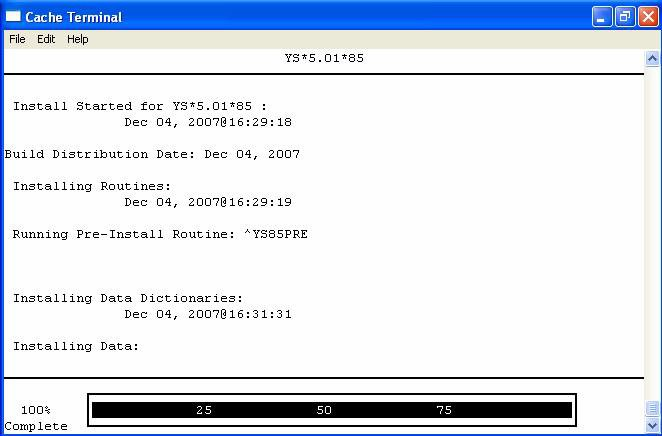 Cache Terminal
File Edit Help
YS*5.01*85
Install Started for YS*5.01*85 :
Dec 04, 2007@16:29:18
Build Distribution Date: Dec 04, 2007
Installing Routines:
Dec 04, 2007@16:29:19
Running Pre-Install Routine: ^YS85PRE
Installing Data Dictionaries:
Dec 04, 2007@16:31:31
Installing Data:
100% 25 50 75
Complete